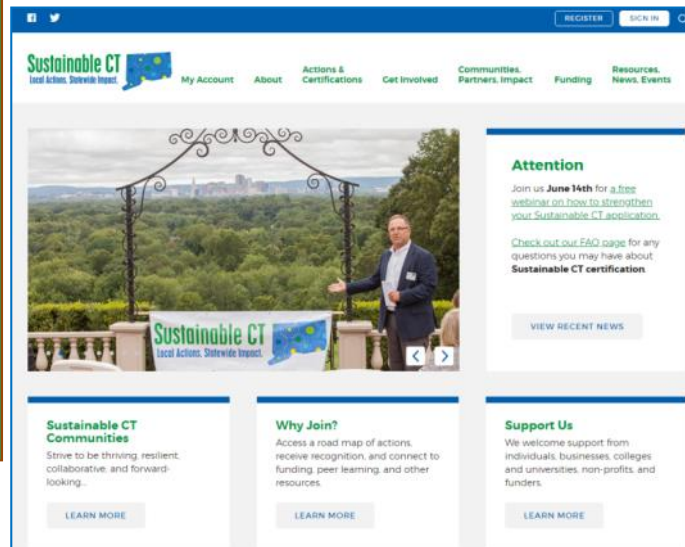 REGISTER
SIGN IN
Sustainable CT
Local Actions. Statewide Impact.
My Account
About
Actions &
Certifications
Get Involved
Communities,
Partners, Impact
Funding
Resources,
News, Events
Sustainable CT
Local Actions. Statewide Impact.
Attention
Join us June 14th for a free
webinar on how to strengthen
your Sustainable CT application.
Check out our FAQ page for any
questions you may have about
Sustainable CT certification.
VIEW RECENT NEWS
Sustainable CT
Communities
Strive to be thriving, resilient,
collaborative, and forward-
looking...
LEARN MORE
Why Join?
Access a road map of actions,
receive recognition, and connect to
funding, peer learning, and other
resources.
LEARN MORE
Support Us
We welcome support from
individuals, businesses, colleges
and universities, non-profits, and
funders.
LEARN MORE